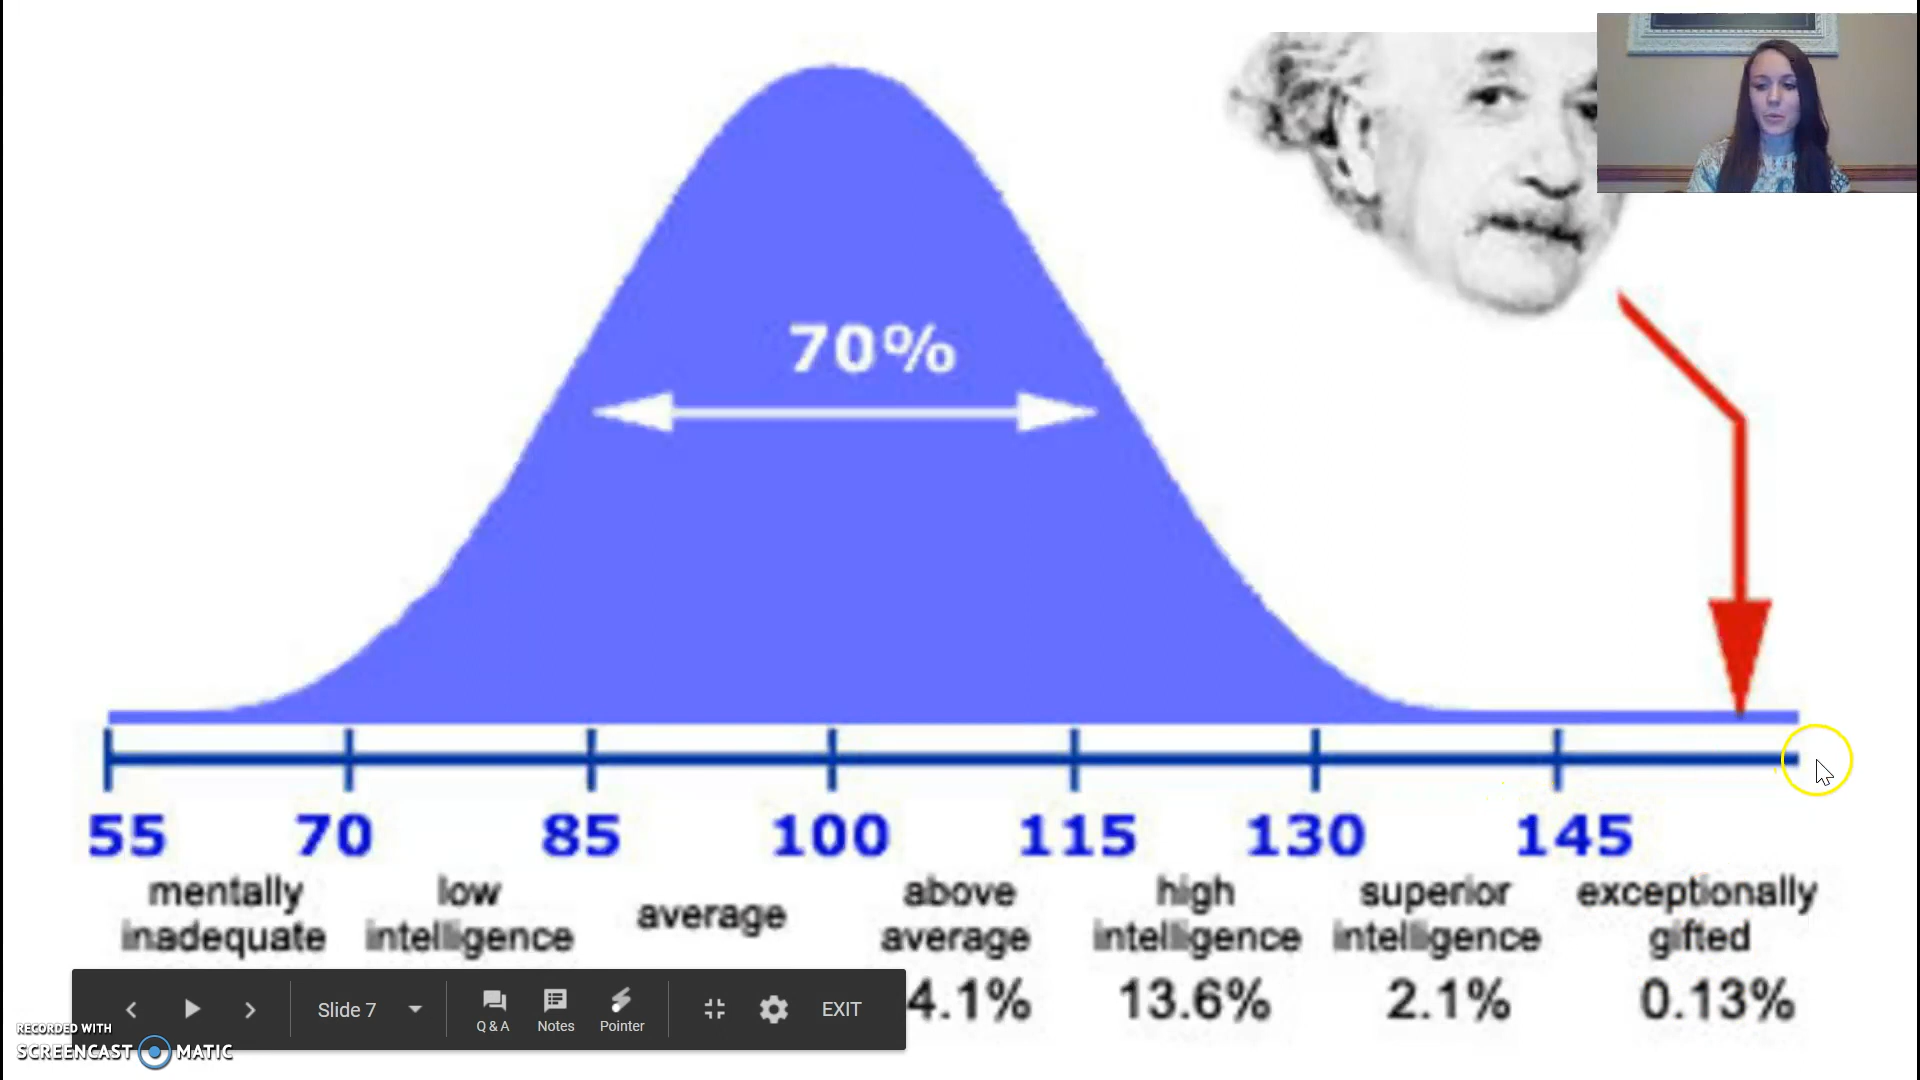 70%
55 70 85 100 115 130 145
mentally
inadequate
low
intelligence
average
above
average
high
intelligence
superior
intelligence
exceptionally
gifted
4.1% 13.6% 2.1% 0.13%
Slide 7
Q & A
Notes
Pointer
EXIT
RECORDED WITH
SCREENCAST MATIC